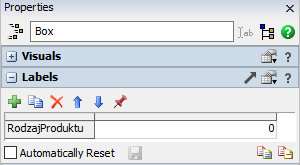 Properties
Box
Visuals
Labels
RodzajProduktu 0
Automatically Reset